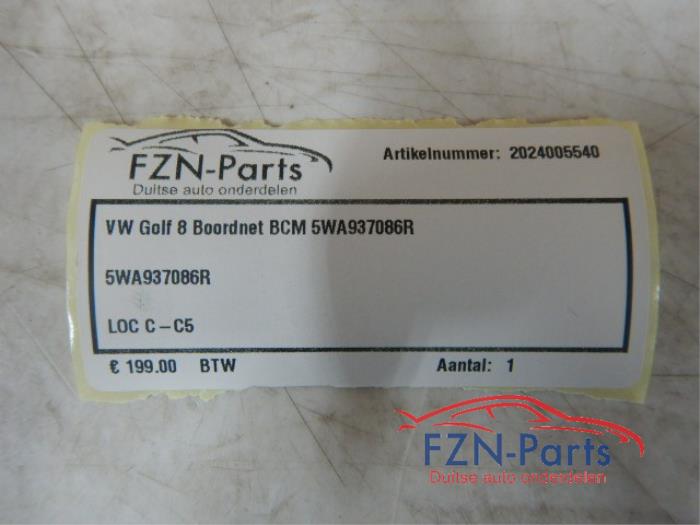 FZN-Parts
Duitse auto onderdelen
Artikelnummer: 2024005540
VW Golf 8 Boordnet BCM 5WA937086R
5WA937086R
LOC C - C5
€ 199.00 BTW
Aantal: 1
FZN-Parts
Duitse auto onderdelen